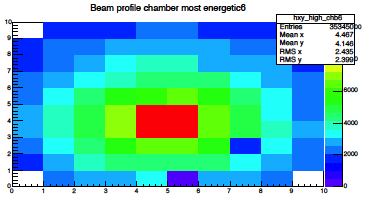 Beam profile chamber most energetic6
hxy_high_chb6
Entries 35345000
Mean x 4.467
Mean y 4.146
RMS x 2.435
RMS y 2.399
10
9
8
7
6
5
4
3
2
1
0
0 1 2 3 4 5 6 7 8 9 10
6000
4000
2000
0